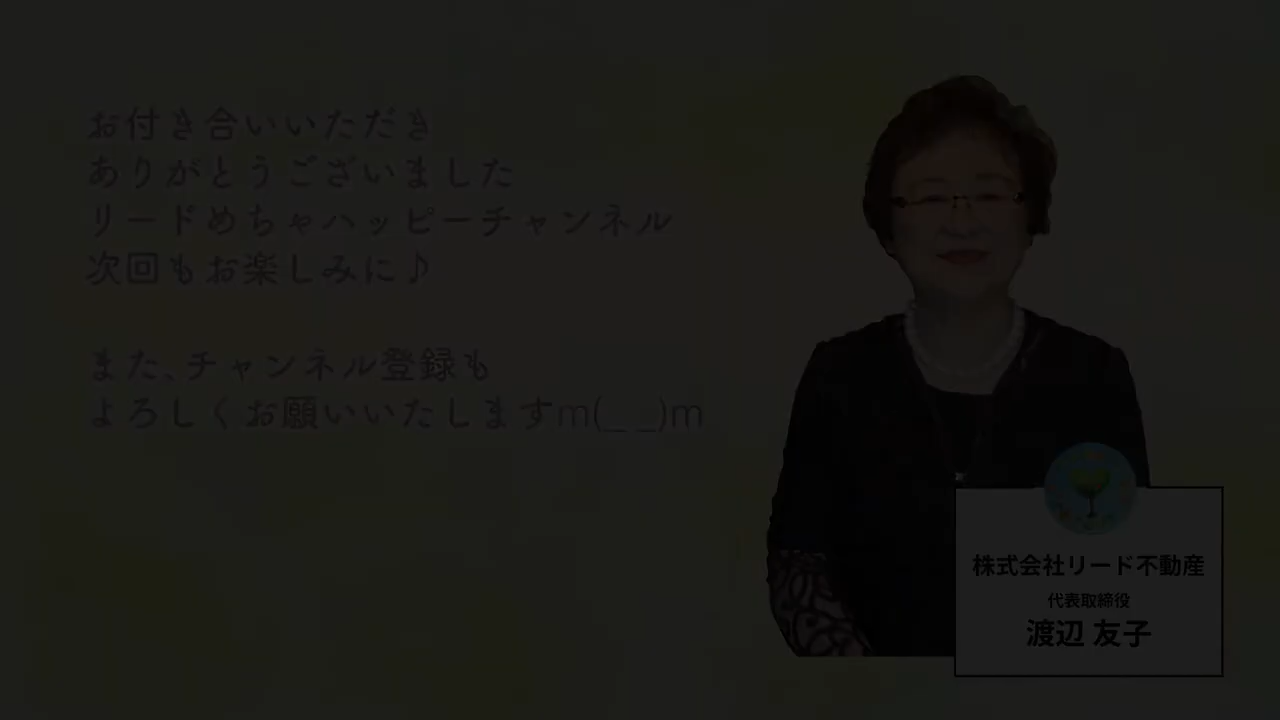 お付き合いいただき
ありがとうございました
リードめちゃハッピーチャンネル
次回もお楽しみに♪
また、チャンネル登録も
よろしくお願いいたしますm(_ _)m
株式会社リード不動産
代表取締役
渡辺 友子